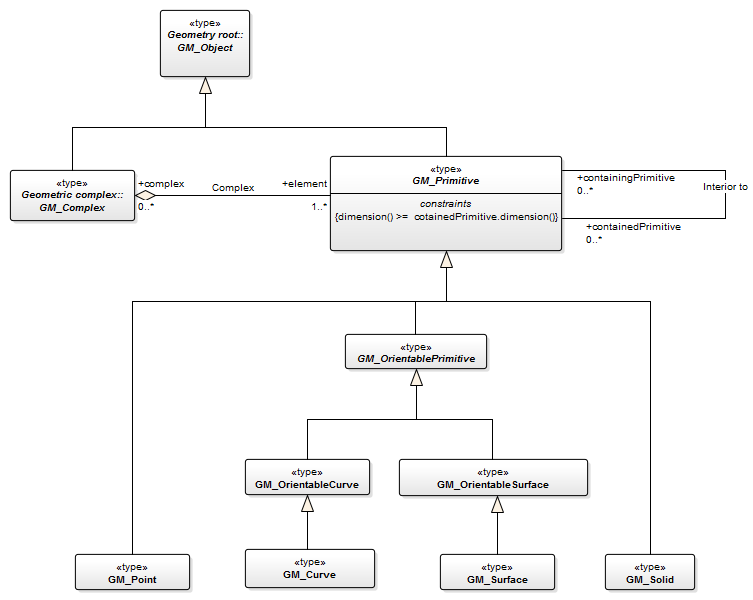 «type»
Geometry root::
GM_Object
«type»
Geometric complex::
GM_Complex
+complex
0..*
Complex
+element
1..*
«type»
GM_Primitive
constraints
{dimension() >= cotainedPrimitive.dimension()}
+containingPrimitive
0..*
Interior to
+containedPrimitive
0..*
«type»
GM_OrientablePrimitive
«type»
GM_OrientableCurve
«type»
GM_OrientableSurface
«type»
GM_Point
«type»
GM_Curve
«type»
GM_Surface
«type»
GM_Solid